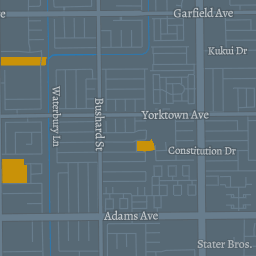 Garfield Ave
e
Kukui Dr
Waterbury Ln
Bushard St
Yorktown Ave
Constitution Dr
Adams Ave
Stater Bros.